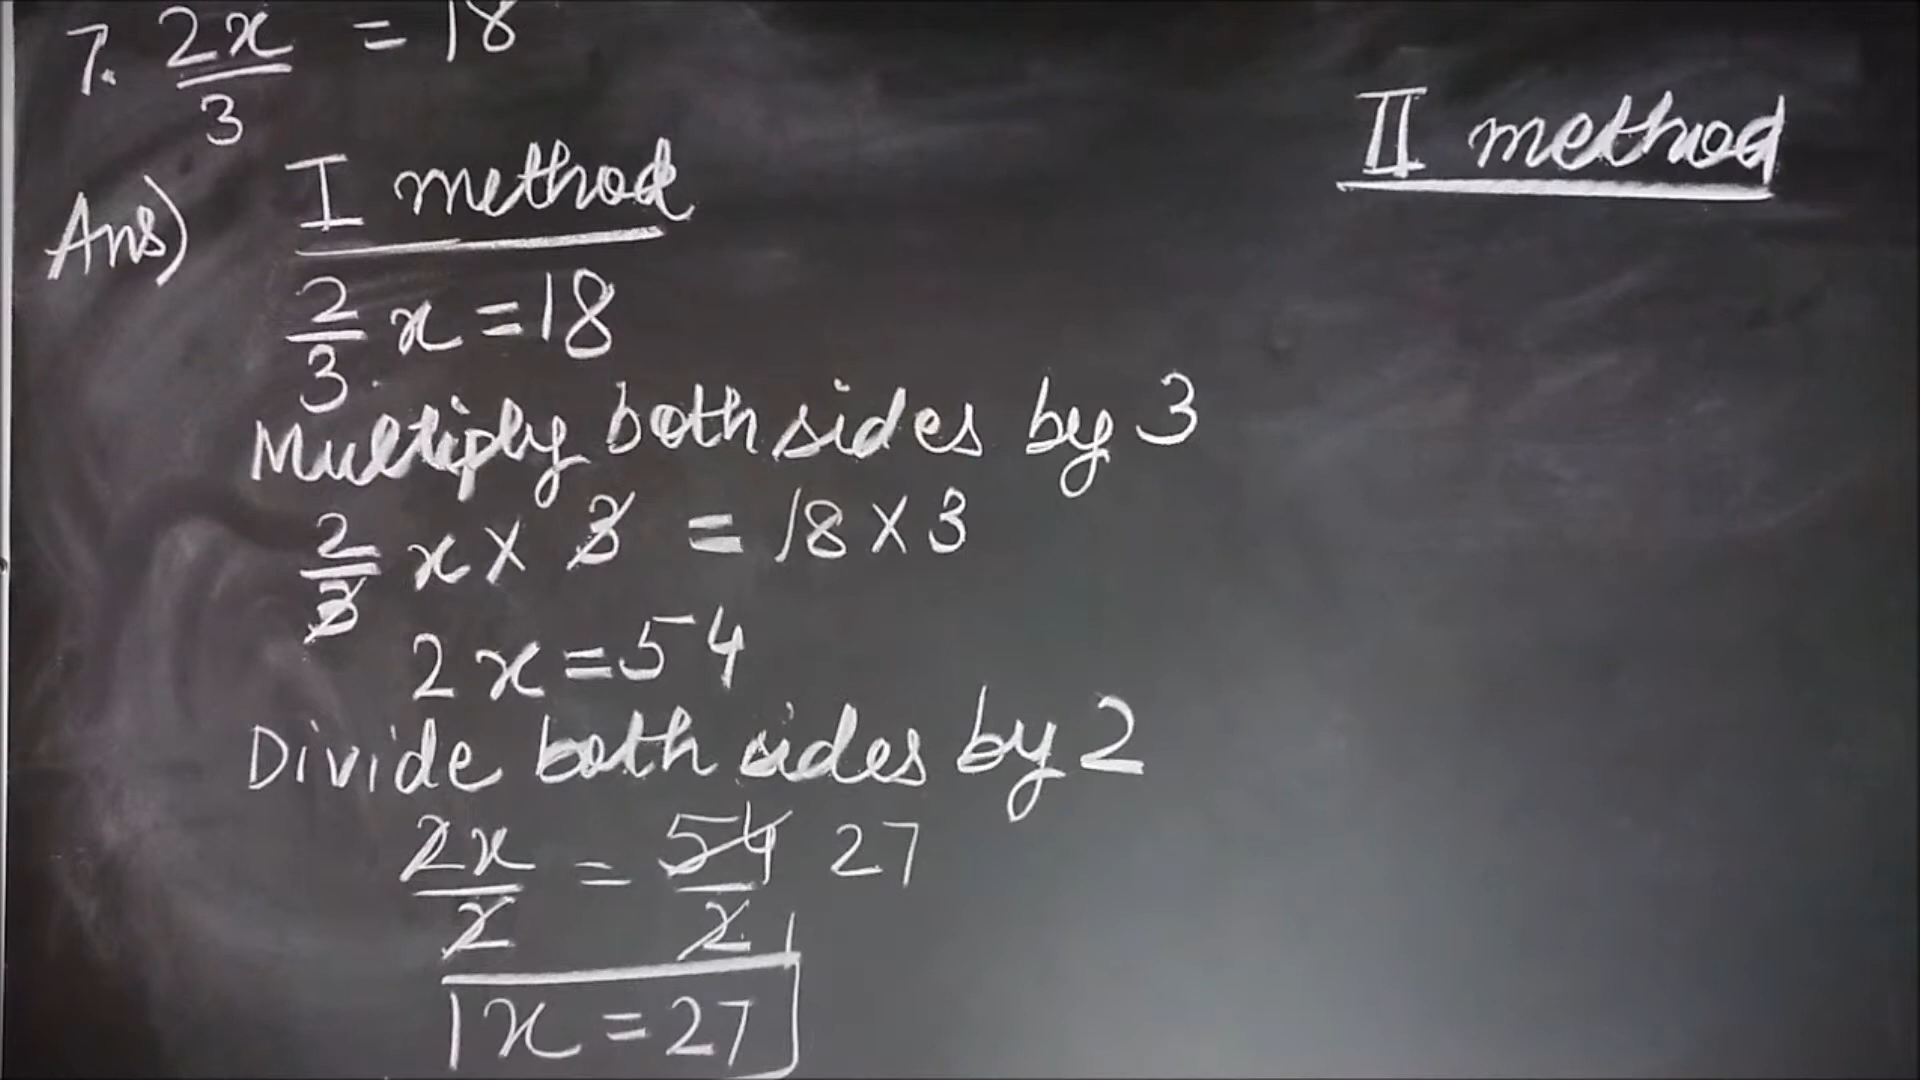 7. 2x/3 = 18
II method
Ans) I method
2/3 x = 18
Multiply both sides by 3
2/3 x × 3 = 18 × 3
2x = 54
Divide both sides by 2
2x/2 = 54/2 27
1
x = 27